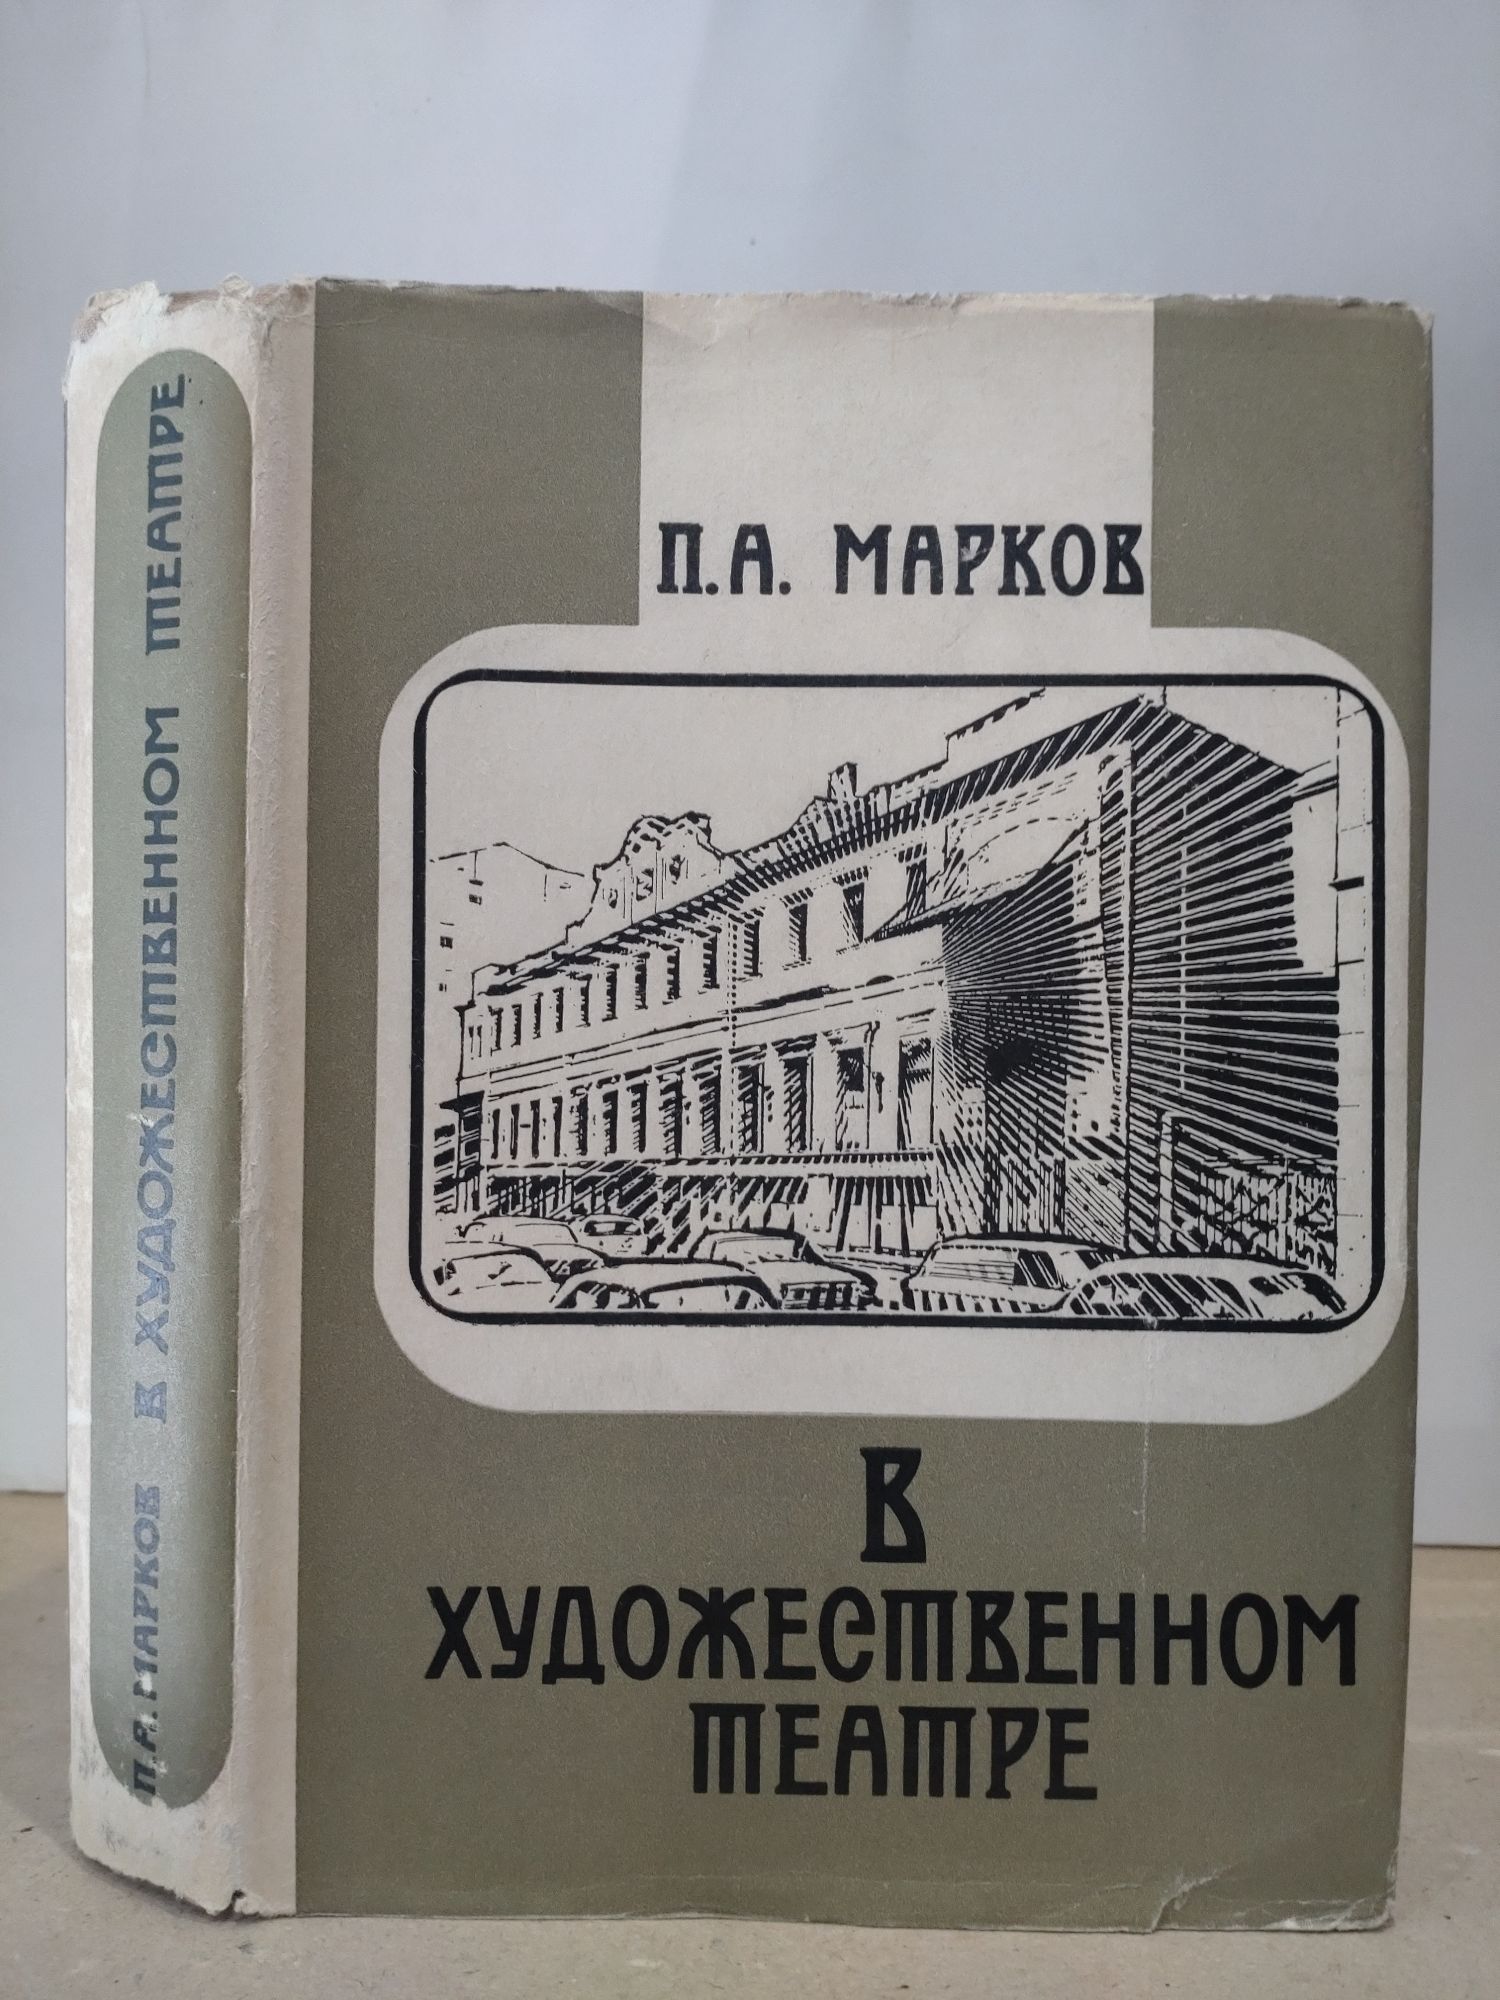 П.А. МАРКОВ В ХУДОЖЕСТВЕННОМ ТЕАТРЕ
П.А. МАРКОВ
В
ХУДОЖЕСТВЕННОМ
ТЕАТРЕ